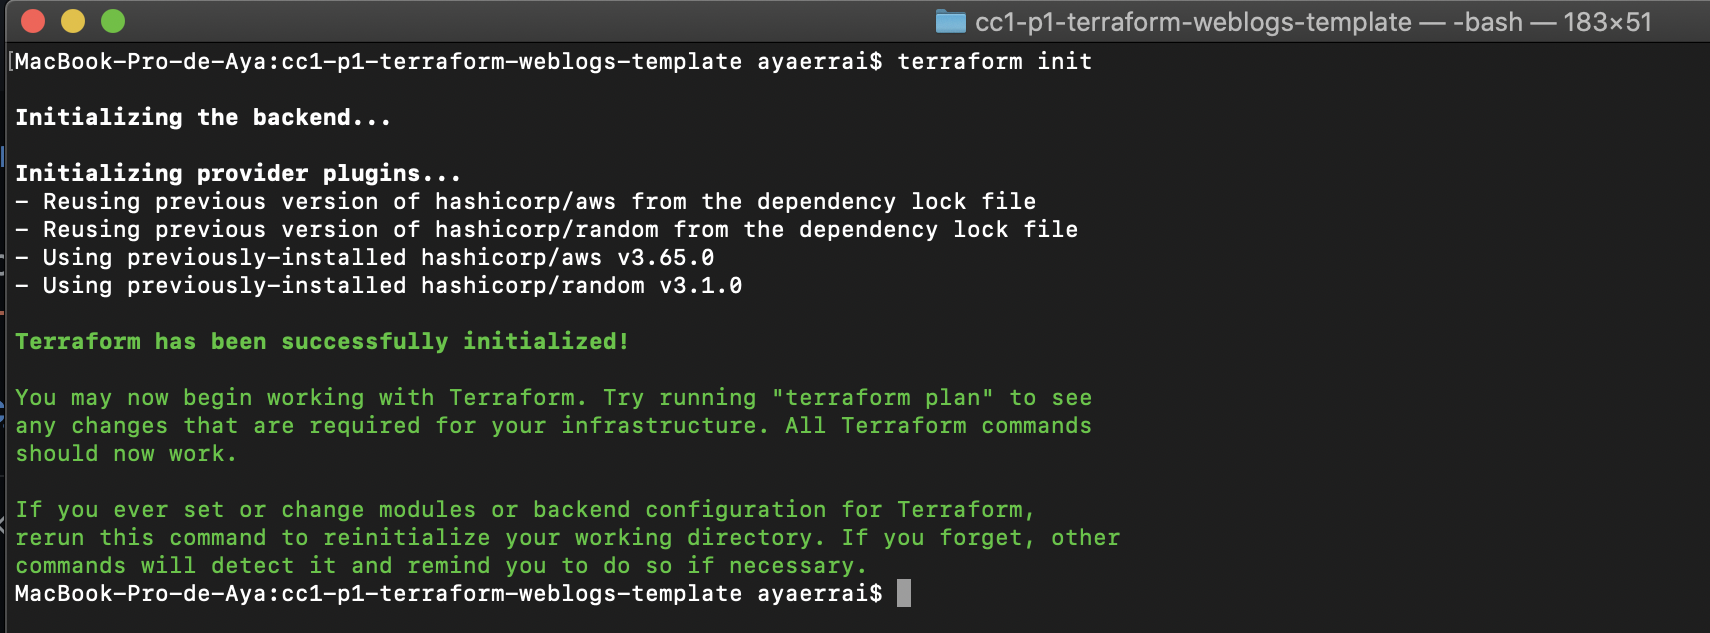 cc1-p1-terraform-weblogs-template — -bash — 183×51
[MacBook-Pro-de-Aya:cc1-p1-terraform-weblogs-template ayaerrai$ terraform init
Initializing the backend...
Initializing provider plugins...
- Reusing previous version of hashicorp/aws from the dependency lock file
- Reusing previous version of hashicorp/random from the dependency lock file
- Using previously-installed hashicorp/aws v3.65.0
- Using previously-installed hashicorp/random v3.1.0
Terraform has been successfully initialized!
You may now begin working with Terraform. Try running "terraform plan" to see
any changes that are required for your infrastructure. All Terraform commands
should now work.
If you ever set or change modules or backend configuration for Terraform,
rerun this command to reinitialize your working directory. If you forget, other
commands will detect it and remind you to do so if necessary.
MacBook-Pro-de-Aya:cc1-p1-terraform-weblogs-template ayaerrai$